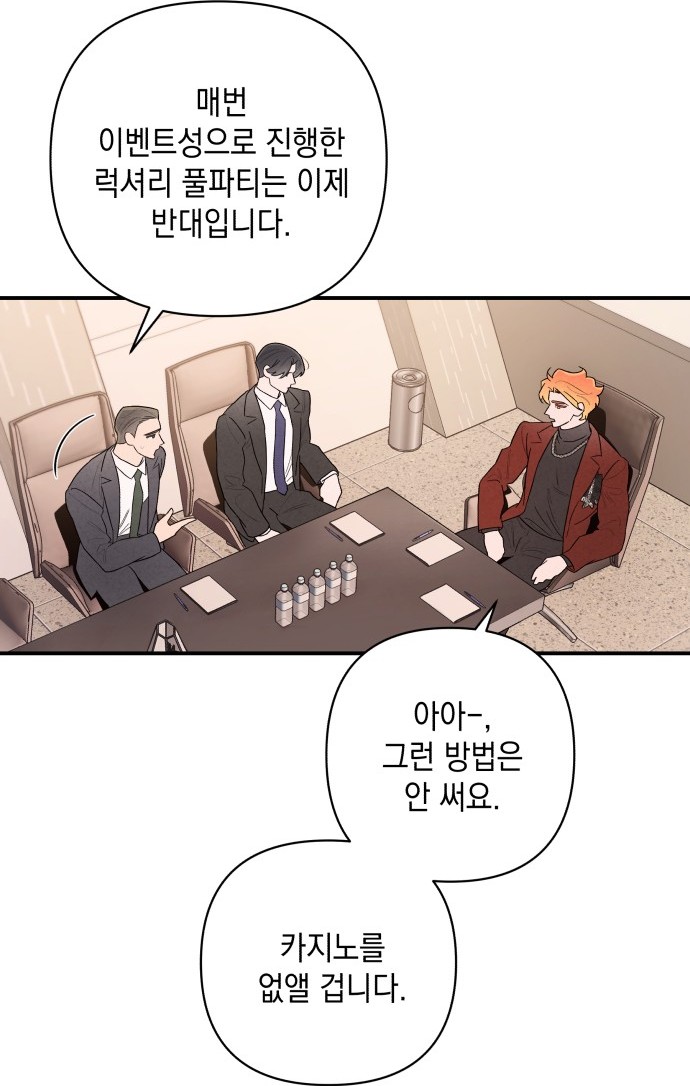 매번
이벤트성으로 진행한
럭셔리 풀파티는 이제
반대입니다.
아아-,
그런 방법은
안 써요.
카지노를
없앨 겁니다.